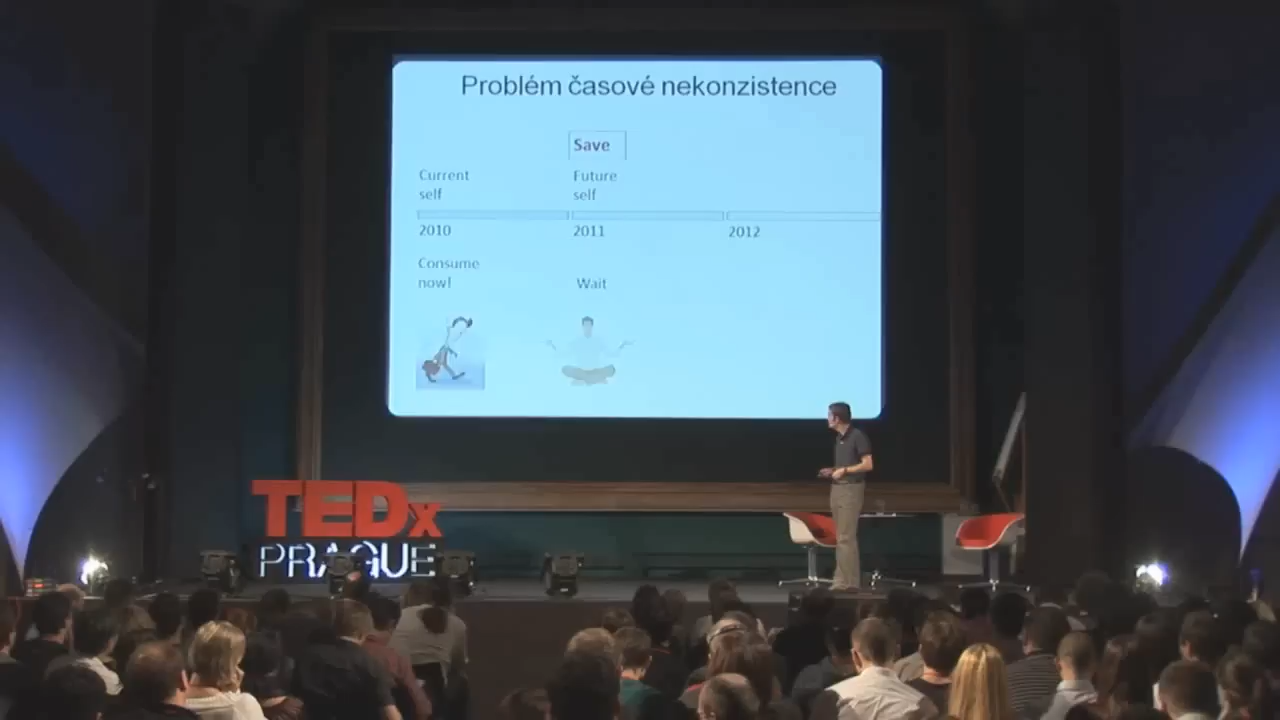 Problém časové nekonzistence
Save
Current
self
Future
self
2010
2011
2012
Consume
now!
Wait
TEDx
PRAGUE